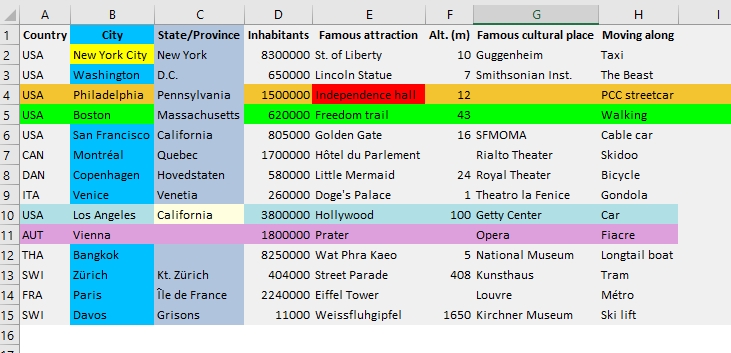 A B C D E F G H I
1 Country City State/Province Inhabitants Famous attraction Alt. (m) Famous cultural place Moving along
2 USA New York City New York 8300000 St. of Liberty 10 Guggenheim Taxi
3 USA Washington D.C. 650000 Lincoln Statue 7 Smithsonian Inst. The Beast
4 USA Philadelphia Pennsylvania 1500000 Independence hall 12 PCC streetcar
5 USA Boston Massachusetts 620000 Freedom trail 43 Walking
6 USA San Francisco California 805000 Golden Gate 16 SFMOMA Cable car
7 CAN Montréal Quebec 1700000 Hôtel du Parlement Rialto Theater Skidoo
8 DAN Copenhagen Hovedstaten 580000 Little Mermaid 24 Royal Theater Bicycle
9 ITA Venice Venetia 260000 Doge's Palace 1 Theatro la Fenice Gondola
10 USA Los Angeles California 3800000 Hollywood 100 Getty Center Car
11 AUT Vienna 1800000 Prater Opera Fiacre
12 THA Bangkok 8250000 Wat Phra Kaeo 5 National Museum Longtail boat
13 SWI Zürich Kt. Zürich 404000 Street Parade 408 Kunsthaus Tram
14 FRA Paris Île de France 2240000 Eiffel Tower Louvre Métro
15 SWI Davos Grisons 11000 Weissfluhgipfel 1650 Kirchner Museum Ski lift
16
17